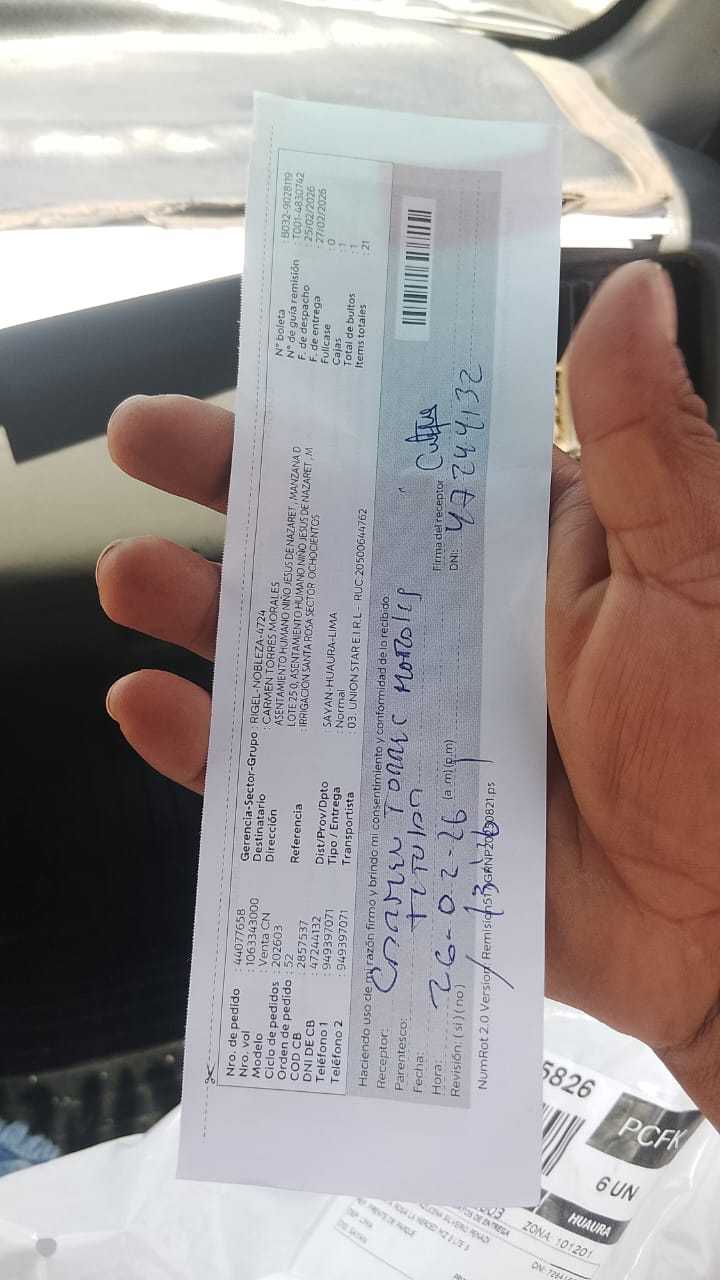 Nro. de pedido : 44077658
Nro. vol : 1063343000
Modelo : Venta CN
Ciclo de pedidos : 202603
Orden de pedido : 52
COD CB : 2857537
DNI DE CB : 47244132
Teléfono 1 : 949397071
Teléfono 2 : 949397071
Gerencia-Sector-Grupo : RIGEL-NOBLEZA-4724
Destinatario : CARMEN TORRES MORALES
Dirección : ASENTAMIENTO HUMANO NIÑO JESUS DE NAZARET , MANZANA D
LOTE 25 0, ASENTAMIENTO HUMANO NIÑO JESUS DE NAZARET , M
Referencia : IRRIGACION SANTA ROSA SECTOR OCHOCIENTOS
Dist/Prov/Dpto : SAYAN-HUAURA-LIMA
Tipo / Entrega : Normal
Transportista : 03. UNION STAR E.I R.L - RUC:20500644762
N° boleta : B032-9028119
N° de guía remisión : T001-4830742
F. de despacho : 25/02/2026
F. de entrega : 27/02/2026
Fullcase : 0
Cajas : 1
Total de bultos : 1
Items totales : 21
Haciendo uso de mi razón firmo y brindo mi consentimiento y conformidad de lo recibido
Receptor: Carmen Torres Morales
Parentesco: Titular
Fecha: 26-02-26
Hora: (a.m)(p.m)
Revisión: ( si ) ( no )
Firma del receptor
DNI: 47244132
NumRot 2.0 Version:
5826
PCFK
6 UN
HUAURA
ZONA: 101201